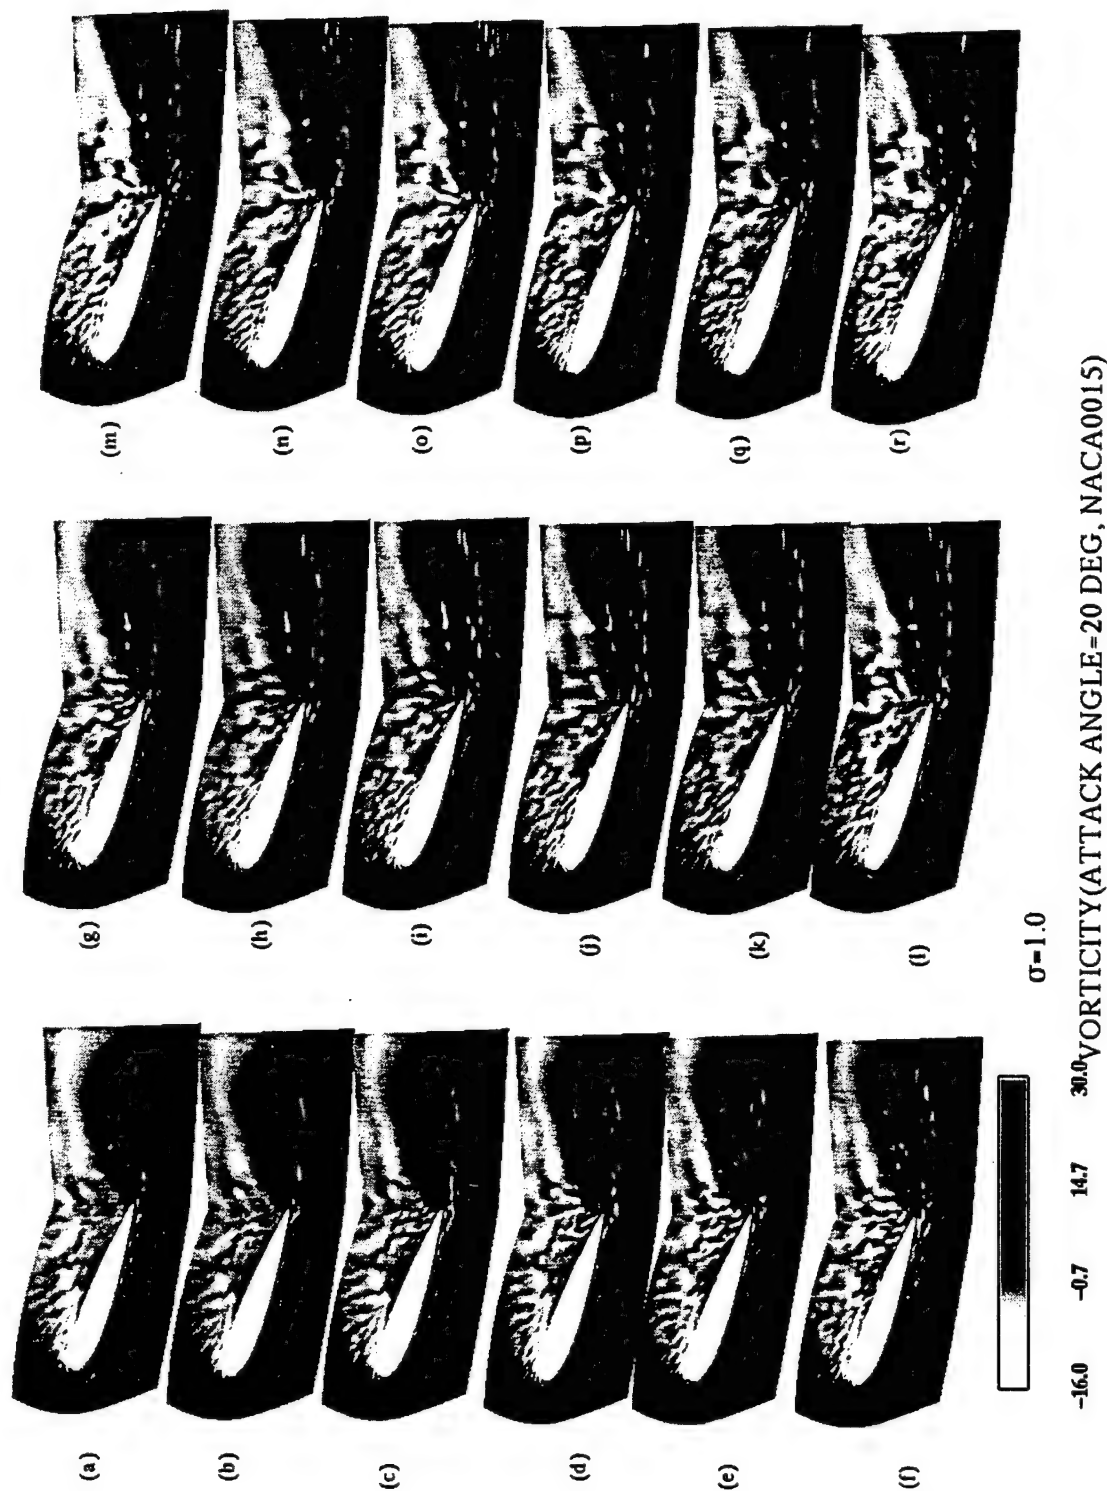 (a)
(b)
(c)
(d)
(e)
(f)
(g)
(h)
(i)
(j)
(k)
(l)
(m)
(n)
(o)
(p)
(q)
(r)
-16.0 -0.7 14.7 30.0
σ=1.0
VORTICITY(ATTACK ANGLE=20 DEG, NACA0015)